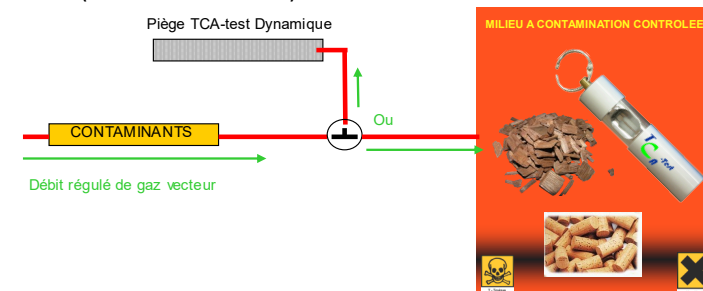 Piège TCA-test Dynamique
MILIEU A CONTAMINATION CONTROLEE
Ou
CONTAMINANTS
TCA -Test
Débit régulé de gaz vecteur